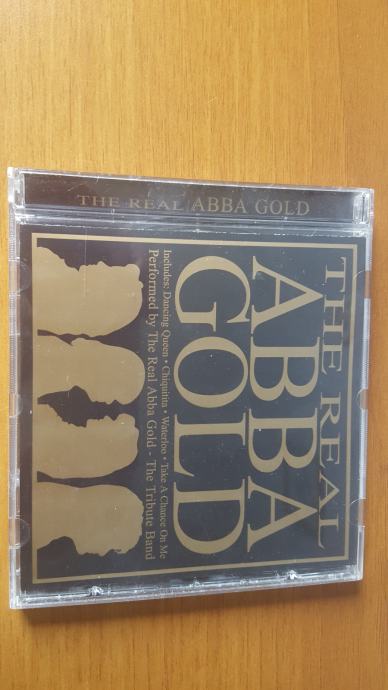 THE REAL ABBA GOLD
THE REAL
ABBA
GOLD
Includes: Dancing Queen • Chiquitita • Waterloo • Take A Chance On Me
Performed by The Real Abba Gold - The Tribute Band